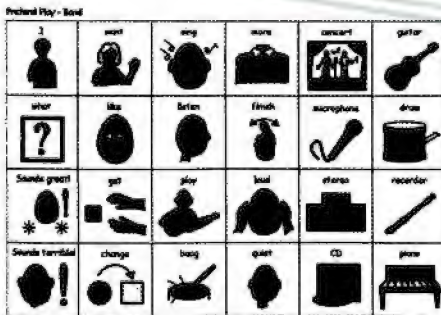 Pretend Play - Band
I want sing more concert guitar
what like listen finish microphone drum
Sounds great! get play loud stereo recorder
Sounds terrible! change bang quiet CD piano